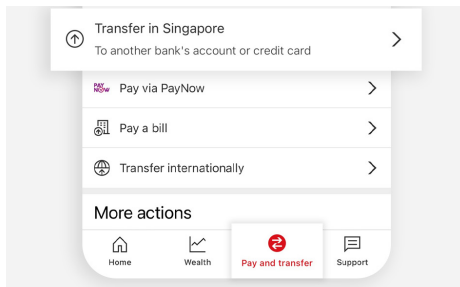 Transfer in Singapore
To another bank's account or credit card
PAY NOW Pay via PayNow
Pay a bill
Transfer internationally
More actions
Home Wealth Pay and transfer Support